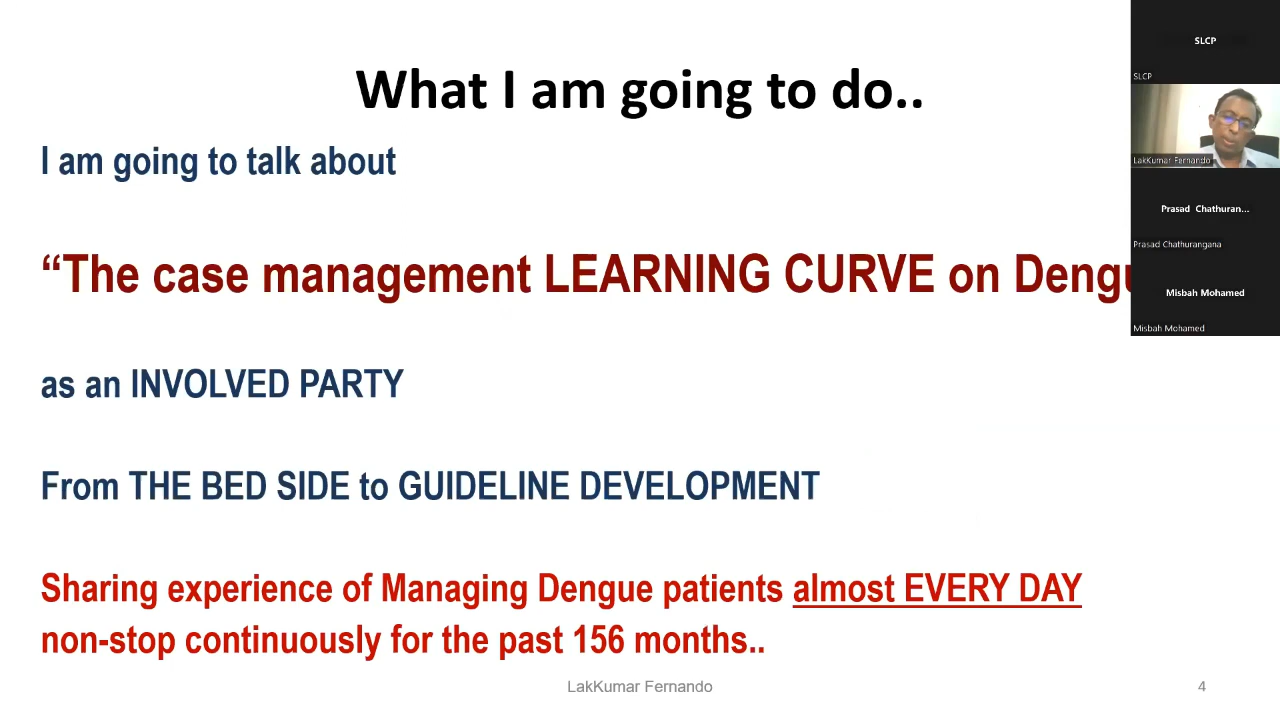 What I am going to do..
I am going to talk about
“The case management LEARNING CURVE on
as an INVOLVED PARTY
From THE BED SIDE to GUIDELINE DEVELOPMENT
Sharing experience of Managing Dengue patients almost EVERY DAY
non-stop continuously for the past 156 months..
LakKumar Fernando
4
SLCP
SLCP
LakKumar Fernando
Prasad Chathuran...
Prasad Chathurangana
Misbah Mohamed
Misbah Mohamed